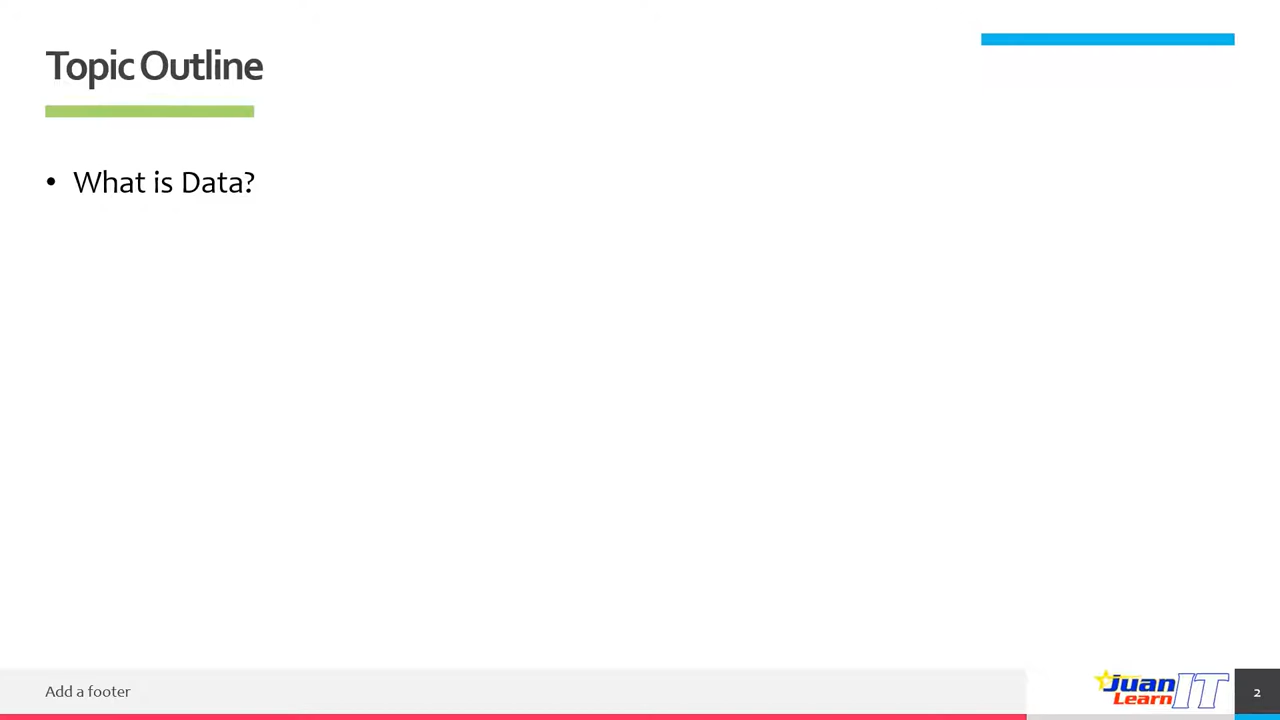 Topic Outline
• What is Data?
Add a footer
Juan
Learn IT
2